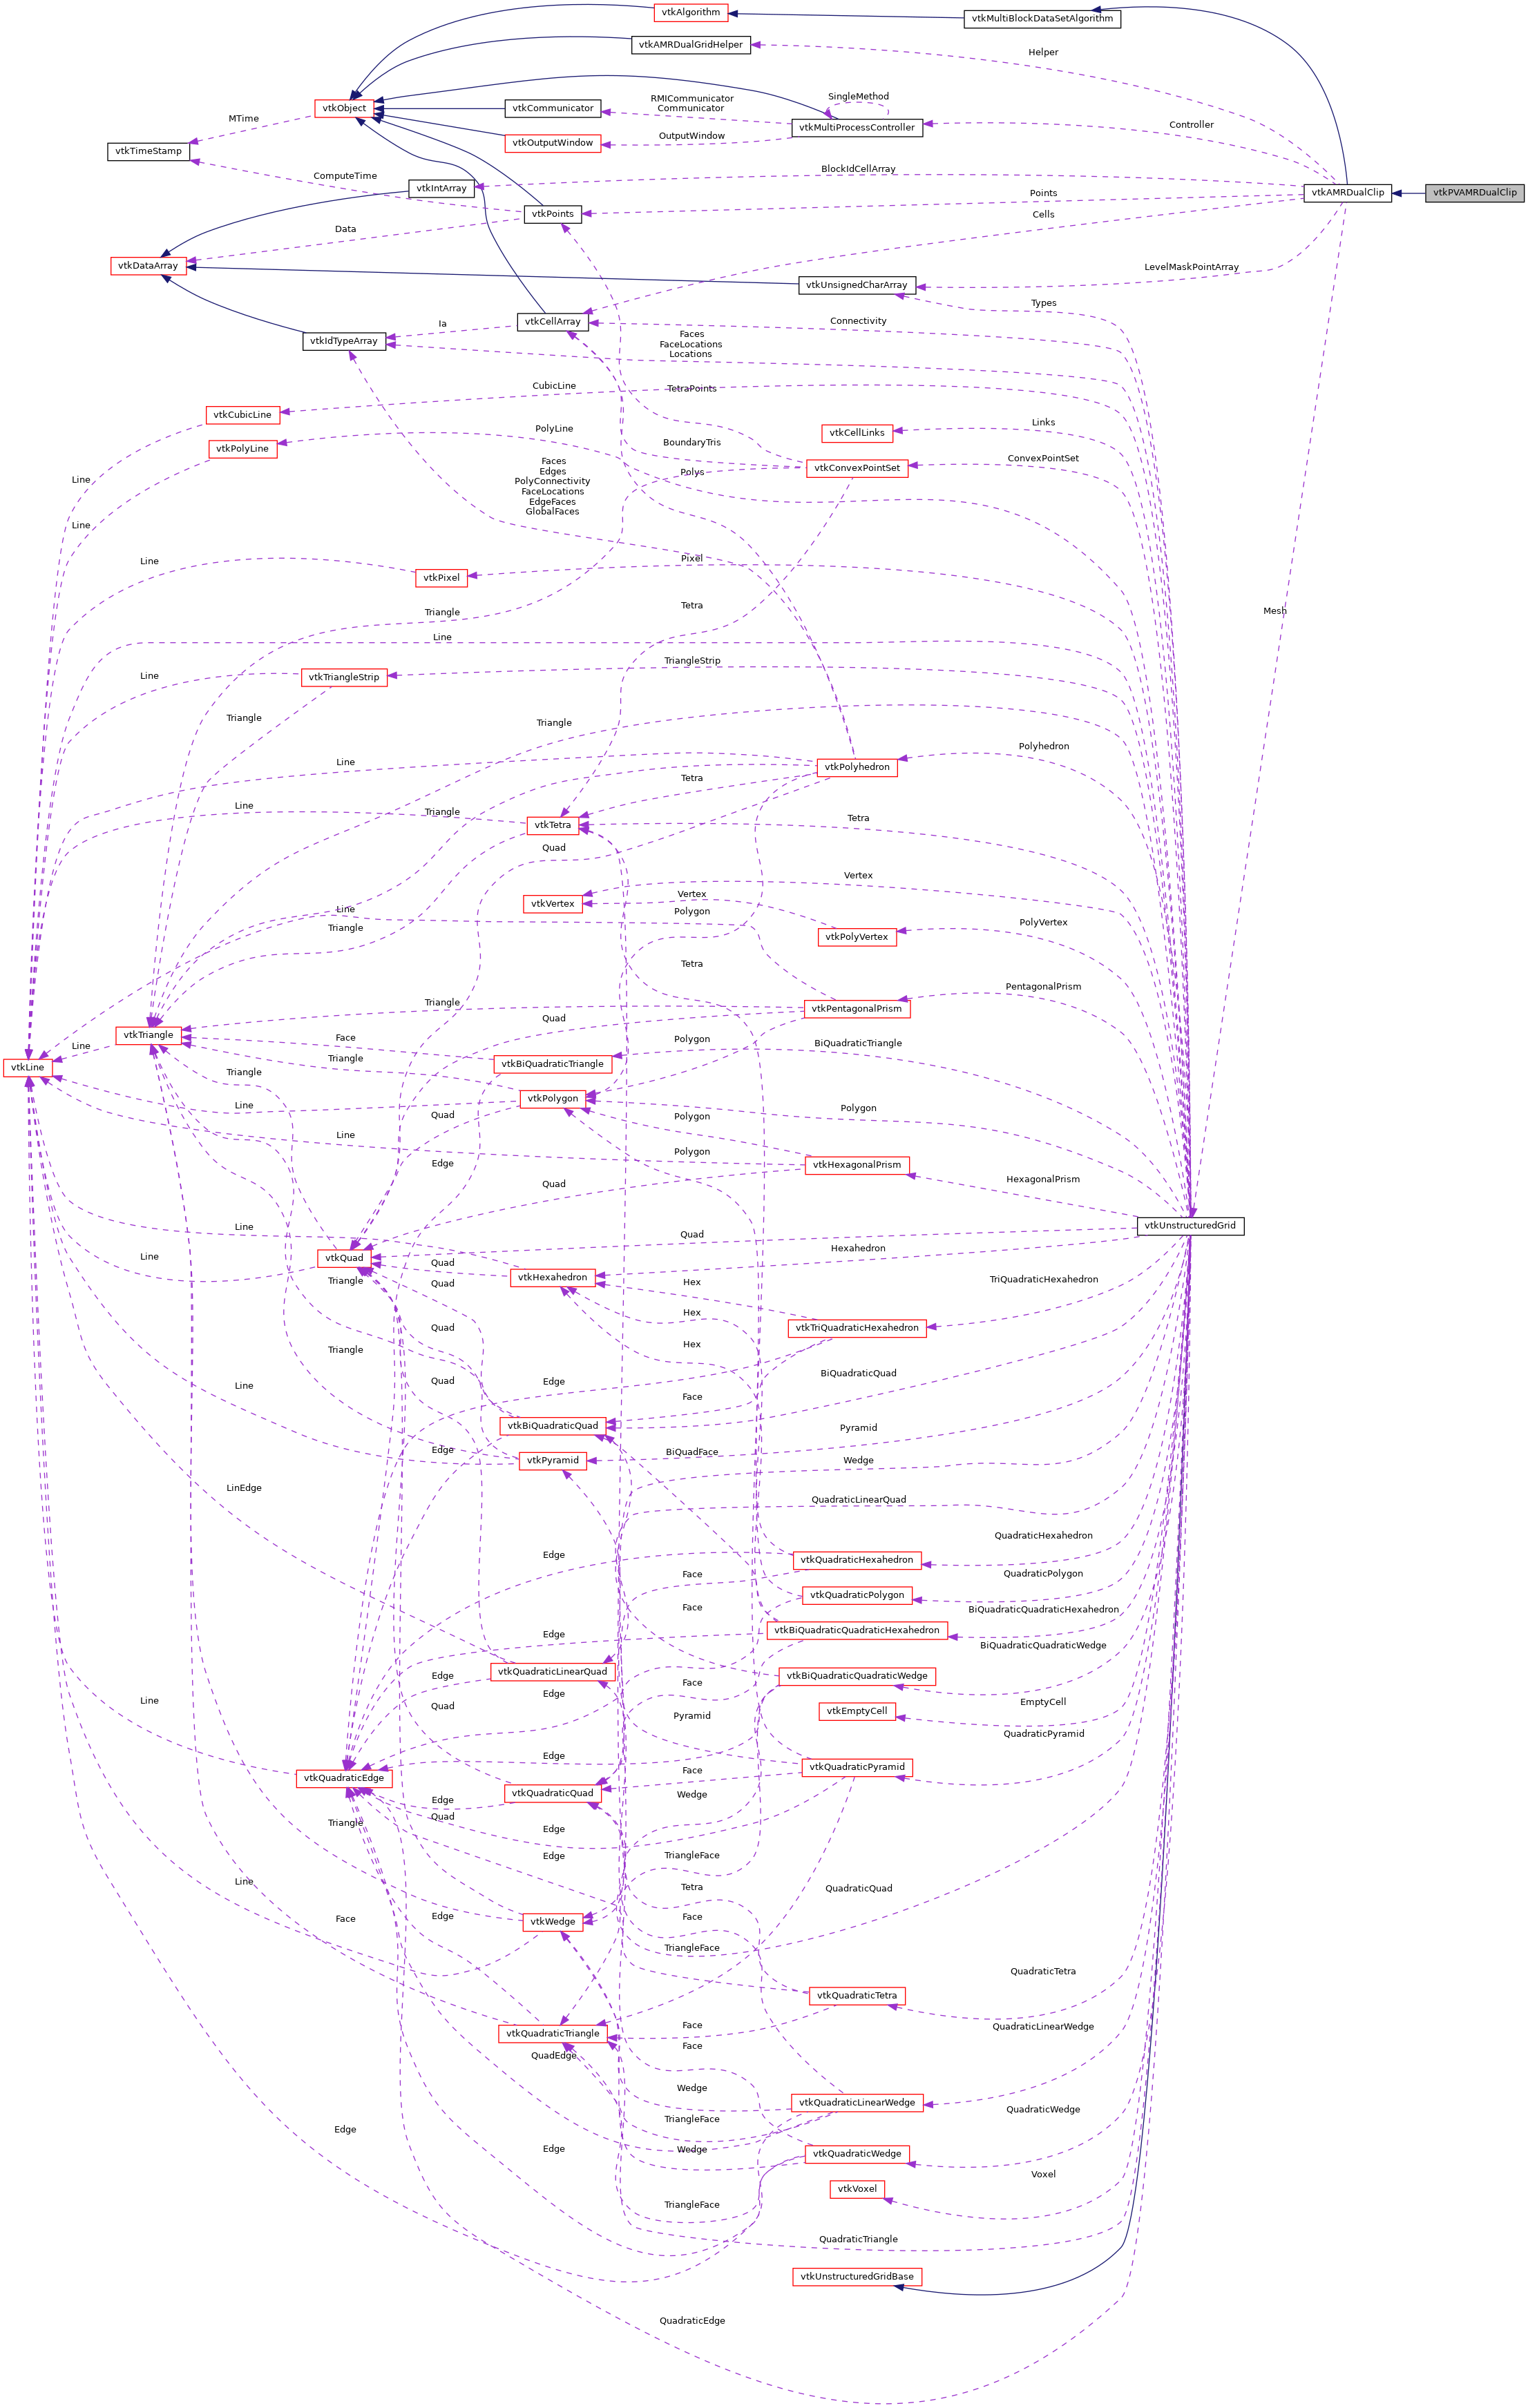 vtkAlgorithm
vtkMultiBlockDataSetAlgorithm
vtkAMRDualGridHelper
Helper
SingleMethod
RMICommunicator
Communicator
vtkObject
vtkCommunicator
MTime
vtkMultiProcessController
Controller
OutputWindow
vtkOutputWindow
vtkTimeStamp
ComputeTime
BlockIdCellArray
vtkIntArray
Points
vtkAMRDualClip
vtkPVAMRDualClip
vtkPoints
Cells
Data
vtkDataArray
LevelMaskPointArray
vtkUnsignedCharArray
Types
vtkCellArray
Ia
Connectivity
vtkIdTypeArray
Faces
FaceLocations
Locations
CubicLine
TetraPoints
vtkCubicLine
Links
vtkCellLinks
PolyLine
vtkPolyLine
BoundaryTris
ConvexPointSet
vtkConvexPointSet
Faces
Edges
PolyConnectivity
FaceLocations
EdgeFaces
GlobalFaces
Polys
Line
Line
Line
Pixel
vtkPixel
Triangle
Tetra
Mesh
Line
TriangleStrip
Line
vtkTriangleStrip
Triangle
Triangle
Polyhedron
Line
vtkPolyhedron
Tetra
Line
Triangle
vtkTetra
Tetra
Quad
Vertex
Vertex
vtkVertex
Line
Polygon
PolyVertex
Triangle
vtkPolyVertex
Tetra
PentagonalPrism
Triangle
vtkPentagonalPrism
Quad
vtkTriangle
Face
Polygon
BiQuadraticTriangle
Line
Triangle
vtkBiQuadraticTriangle
vtkLine
Triangle
vtkPolygon
Line
Quad
Polygon
Polygon
Line
Polygon
Edge
vtkHexagonalPrism
Quad
HexagonalPrism
Line
vtkUnstructuredGrid
Quad
Line
vtkQuad
Quad
Hexahedron
vtkHexahedron
Triangle
Quad
Hex
TriQuadraticHexahedron
Hex
Quad
vtkTriQuadraticHexahedron
Triangle
Hex
Line
Quad
Edge
BiQuadraticQuad
Face
vtkBiQuadraticQuad
Pyramid
Edge
BiQuadFace
vtkPyramid
Wedge
LinEdge
QuadraticLinearQuad
QuadraticHexahedron
Edge
vtkQuadraticHexahedron
Face
QuadraticPolygon
vtkQuadraticPolygon
Face
BiQuadraticQuadraticHexahedron
Edge
vtkBiQuadraticQuadraticHexahedron
BiQuadraticQuadraticWedge
vtkQuadraticLinearQuad
Edge
vtkBiQuadraticQuadraticWedge
Face
Edge
Line
Quad
EmptyCell
vtkEmptyCell
Pyramid
QuadraticPyramid
Edge
vtkQuadraticPyramid
Face
vtkQuadraticEdge
vtkQuadraticQuad
Wedge
Edge
Quad
Triangle
Edge
Edge
TriangleFace
Line
Tetra
QuadraticQuad
Face
Edge
Face
vtkWedge
TriangleFace
QuadraticTetra
vtkQuadraticTetra
Face
QuadraticLinearWedge
vtkQuadraticTriangle
Face
QuadEdge
Wedge
vtkQuadraticLinearWedge
QuadraticWedge
TriangleFace
Edge
Edge
Wedge
vtkQuadraticWedge
Voxel
vtkVoxel
TriangleFace
QuadraticTriangle
vtkUnstructuredGridBase
QuadraticEdge